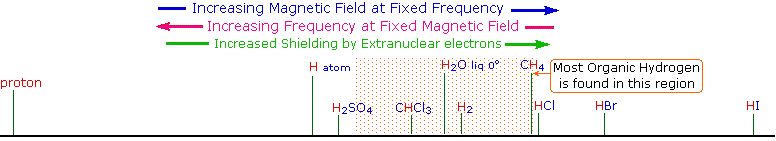 Increasing Magnetic Field at Fixed Frequency
Increasing Frequency at Fixed Magnetic Field
Increased Shielding by Extranuclear electrons
proton
H atom
H₂O liq 0°
CH₄
Most Organic Hydrogen
is found in this region
H₂SO₄
CHCl₃
H₂
HCl
HBr
HI